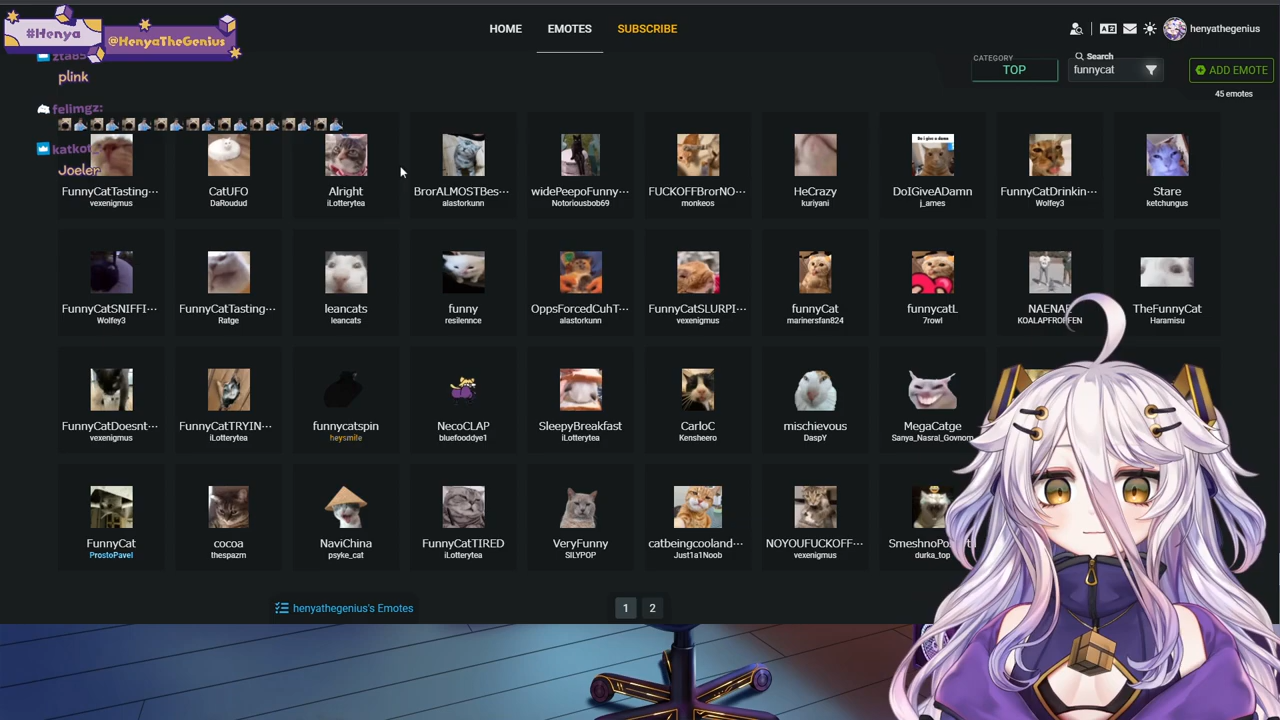 #Henya
@HenyaTheGenius
HOME
EMOTES
SUBSCRIBE
henyathegenius
zta85
plink
felimgz:
katkot
Joeler
CATEGORY
TOP
Search
funnycat
ADD EMOTE
45 emotes
FunnyCatTasting···
vexenigmus
CatUFO
DaRoudud
Alright
iLotterytea
BrorALMOSTBes···
alastorkunn
widePeepoFunny···
Notoriousbob69
FUCKOFFBrorNO···
monkeos
HeCrazy
kuriyani
DoIGiveADamn
j_ames
FunnyCatDrinkin···
Wolfey3
Stare
ketchungus
FunnyCatSNIFFI···
Wolfey3
FunnyCatTasting···
Ratge
leancats
leancats
funny
resilennce
OppsForcedCuhT···
alastorkunn
FunnyCatSLURPI···
vexenigmus
funnyCat
marinersfan824
funnycatL
7rowl
NAENAE
TheFunnyCat
Haramisu
FunnyCatDoesnt···
vexenigmus
FunnyCatTRYIN···
iLotterytea
funnycatspin
heysmile
NecoCLAP
bluefooddye1
SleepyBreakfast
iLotterytea
CarloC
Kensheero
mischievous
DaspY
MegaCatge
Sanya_Nasral_Govnom
FunnyCat
ProstoPavel
cocoa
thespazm
NaviChina
psyke_cat
FunnyCatTIRED
iLotterytea
VeryFunny
SILYPOP
catbeingcooland···
Just1a1Noob
NOYOUFUCKOFF···
vexenigmus
durka_top
henyathegenius's Emotes
1
2